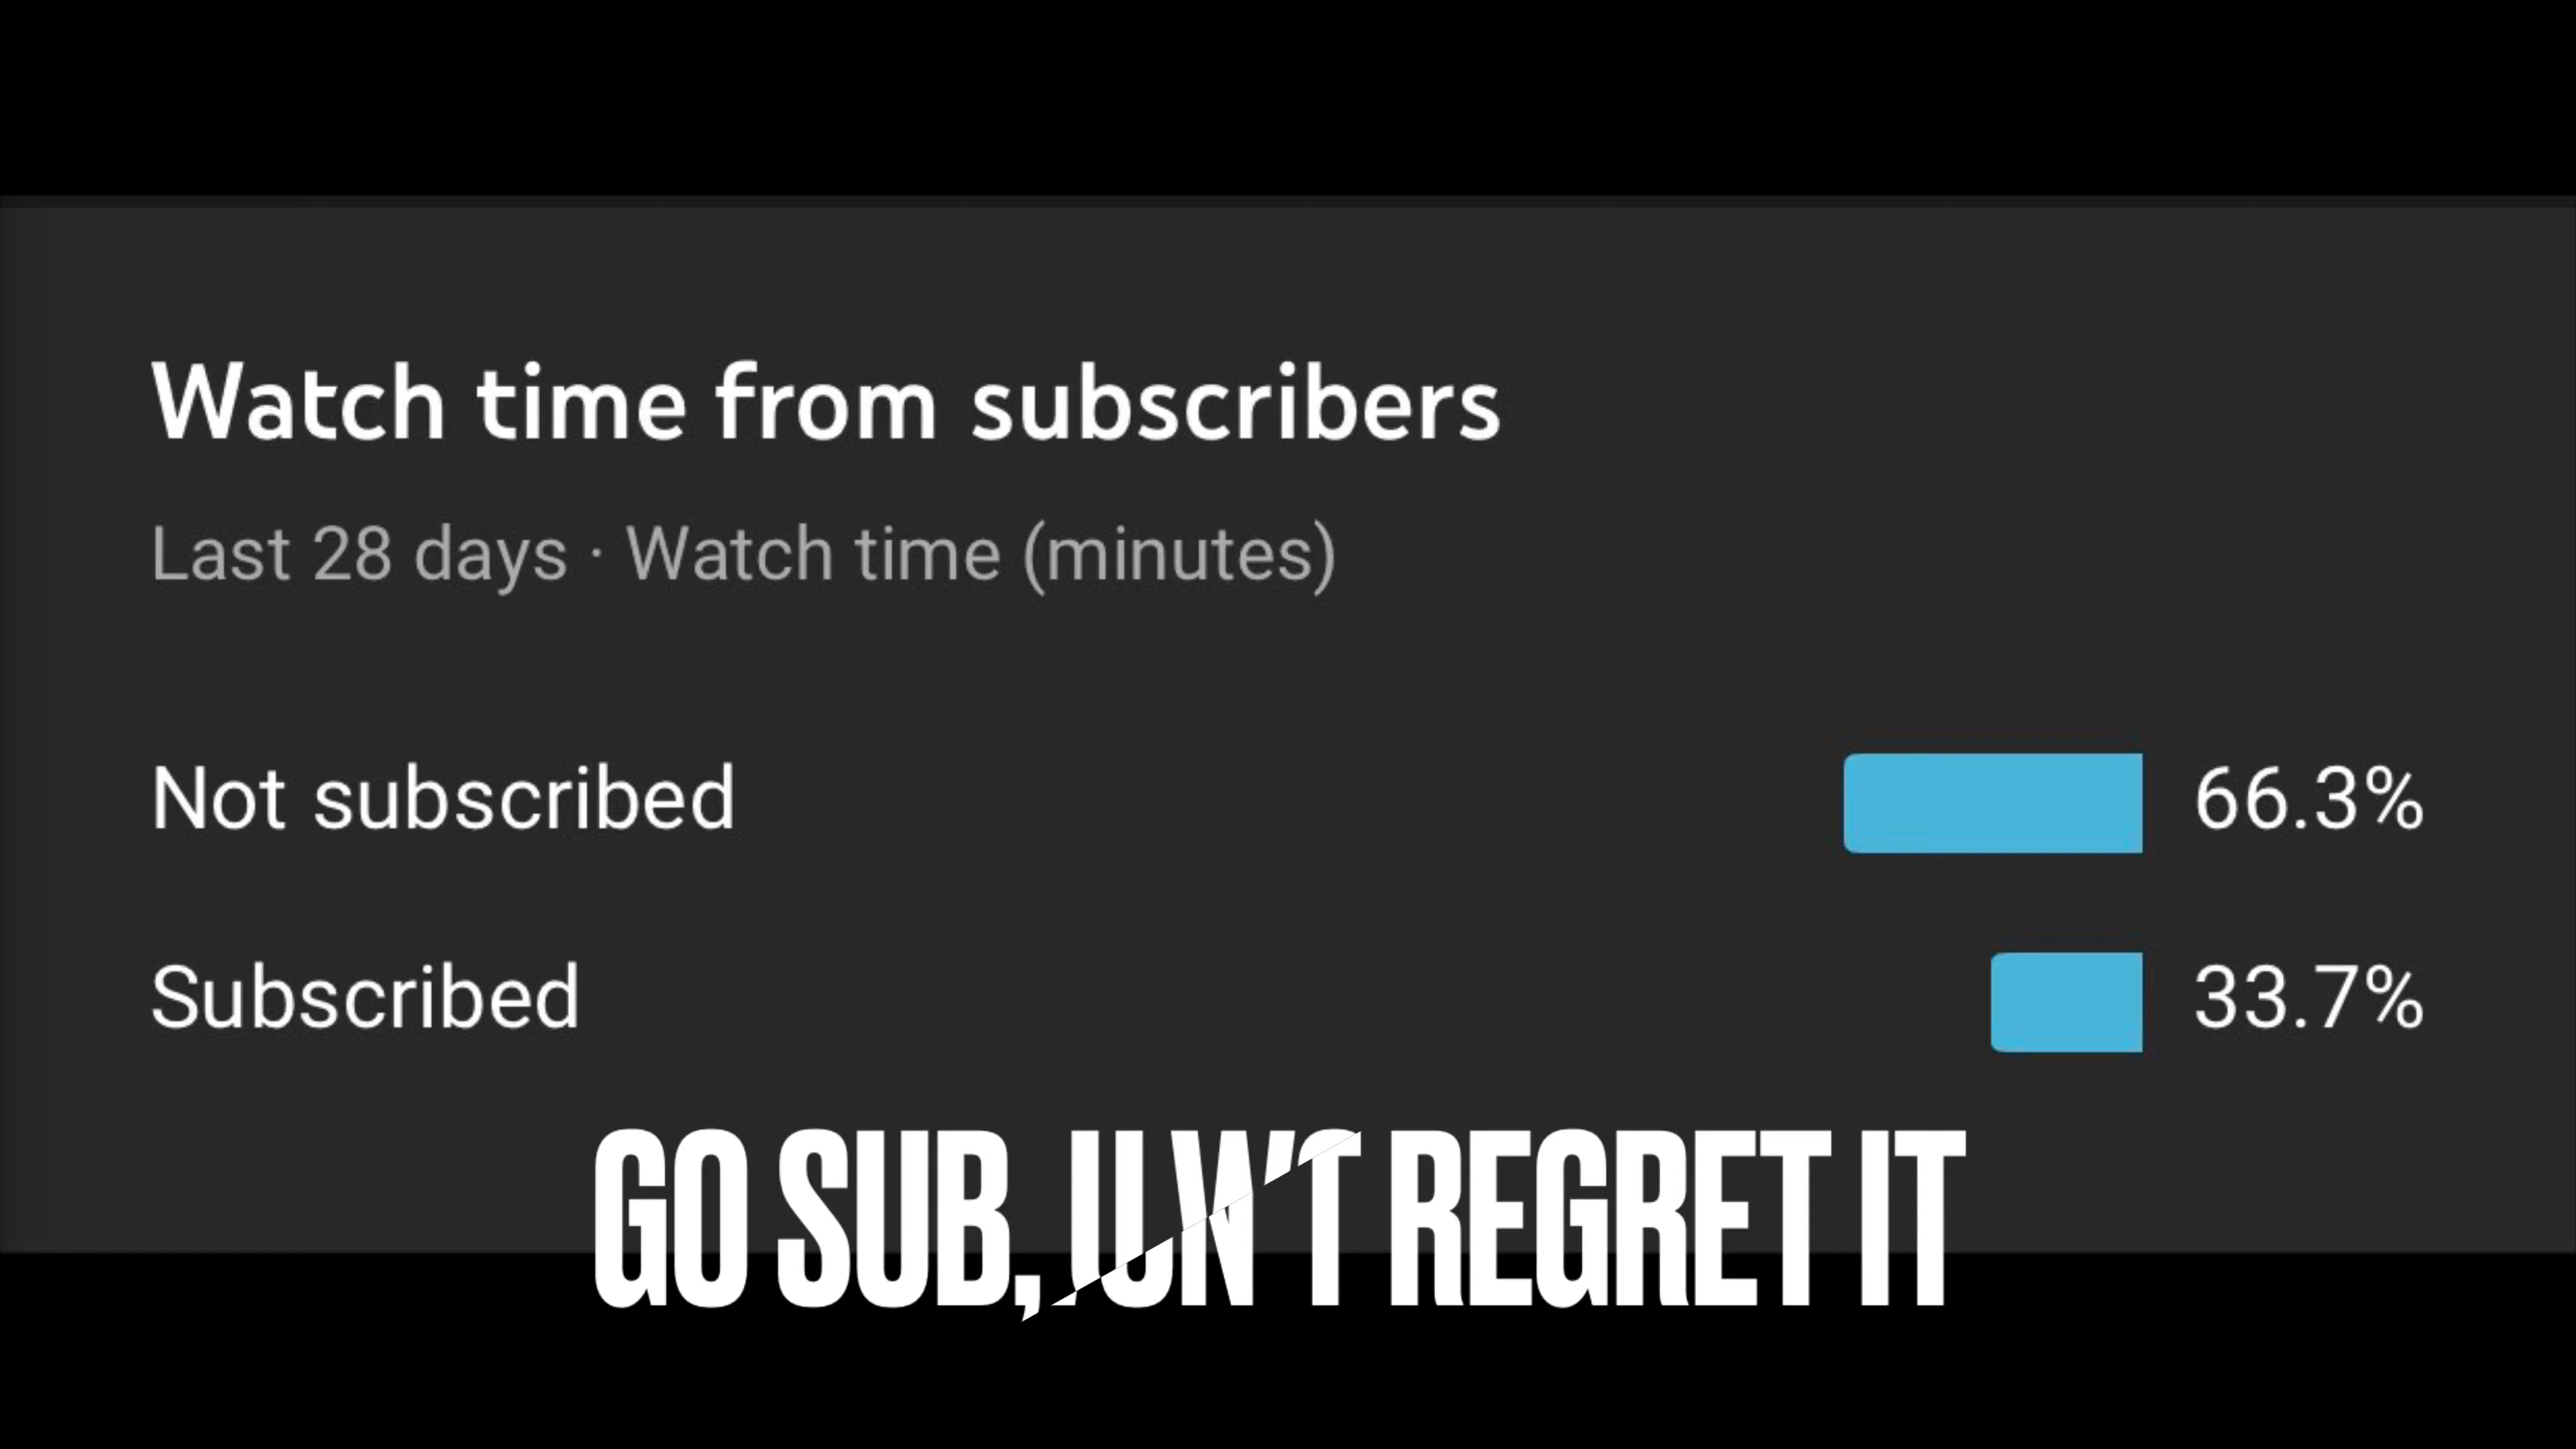 Watch time from subscribers
Last 28 days · Watch time (minutes)
Not subscribed 66.3%
Subscribed 33.7%
GO SUB, REGRET IT